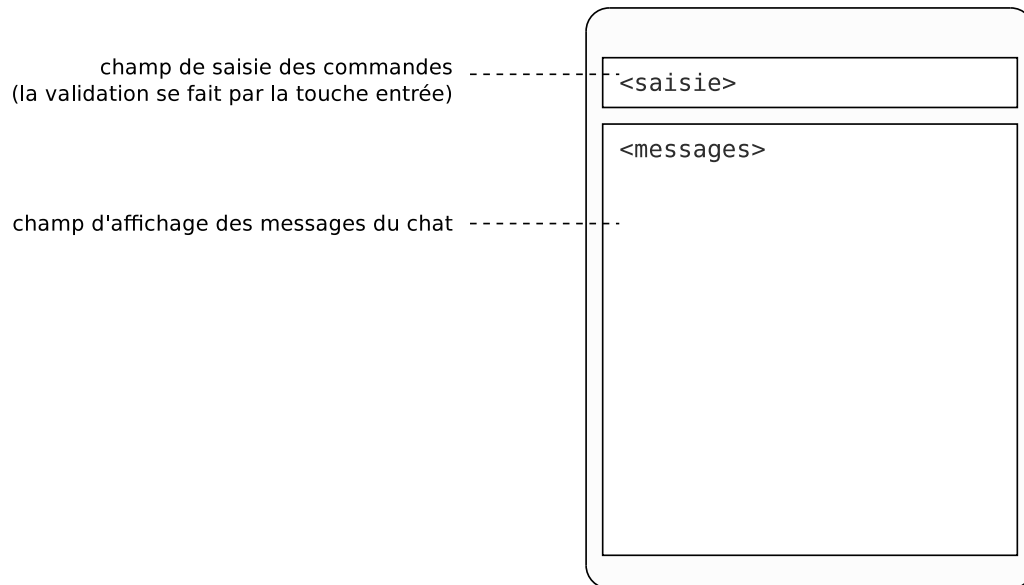 champ de saisie des commandes
(la validation se fait par la touche entrée)
<saisie>
<messages>
champ d'affichage des messages du chat